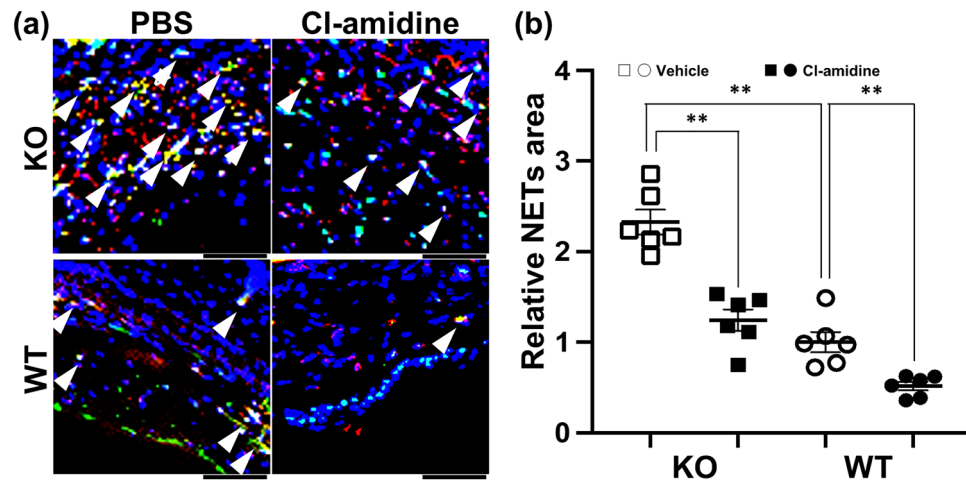 (a) PBS Cl-amidine
KO
WT
(b)
Vehicle Cl-amidine
** **
**
Relative NETs area
4
3
2
1
0
KO WT